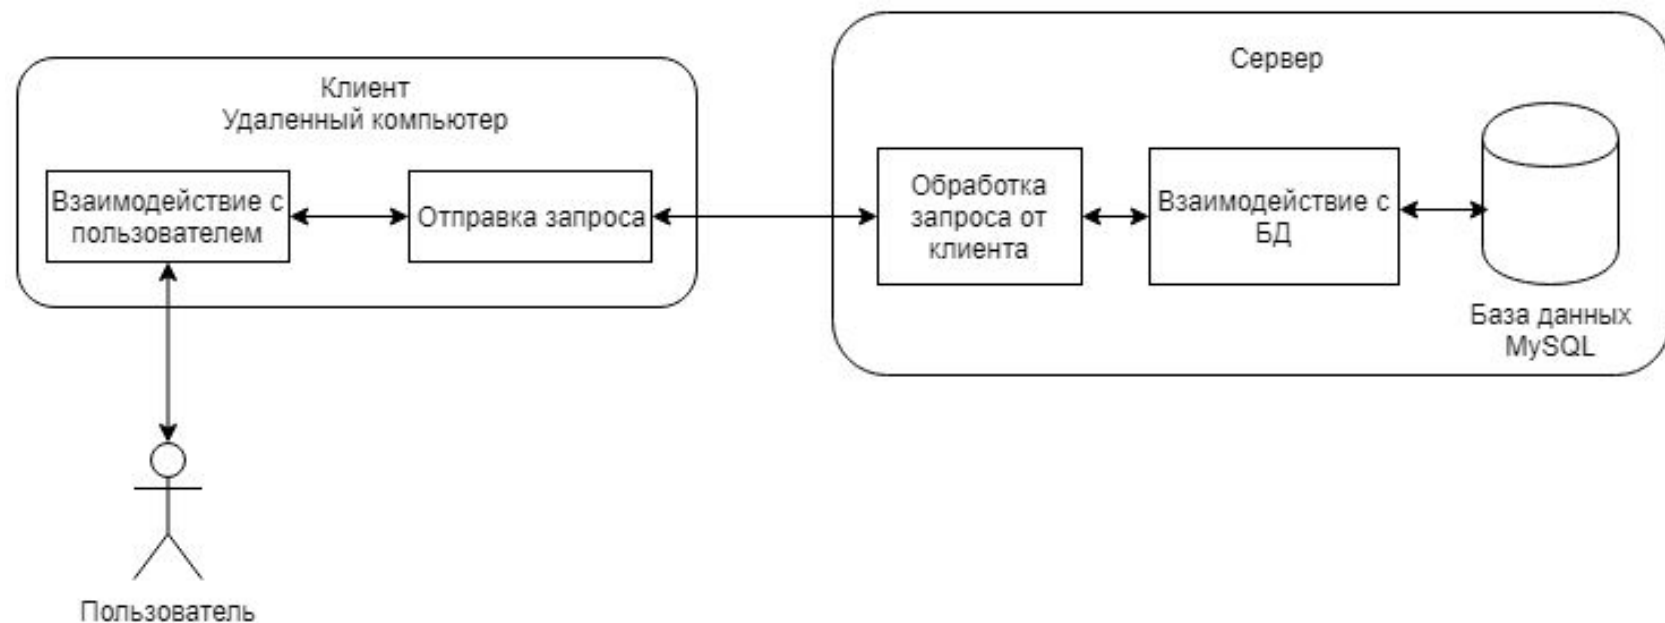 Клиент
Удаленный компьютер
Взаимодействие с
пользователем
Отправка запроса
Сервер
Обработка
запроса от
клиента
Взаимодействие с
БД
База данных
MySQL
Пользователь